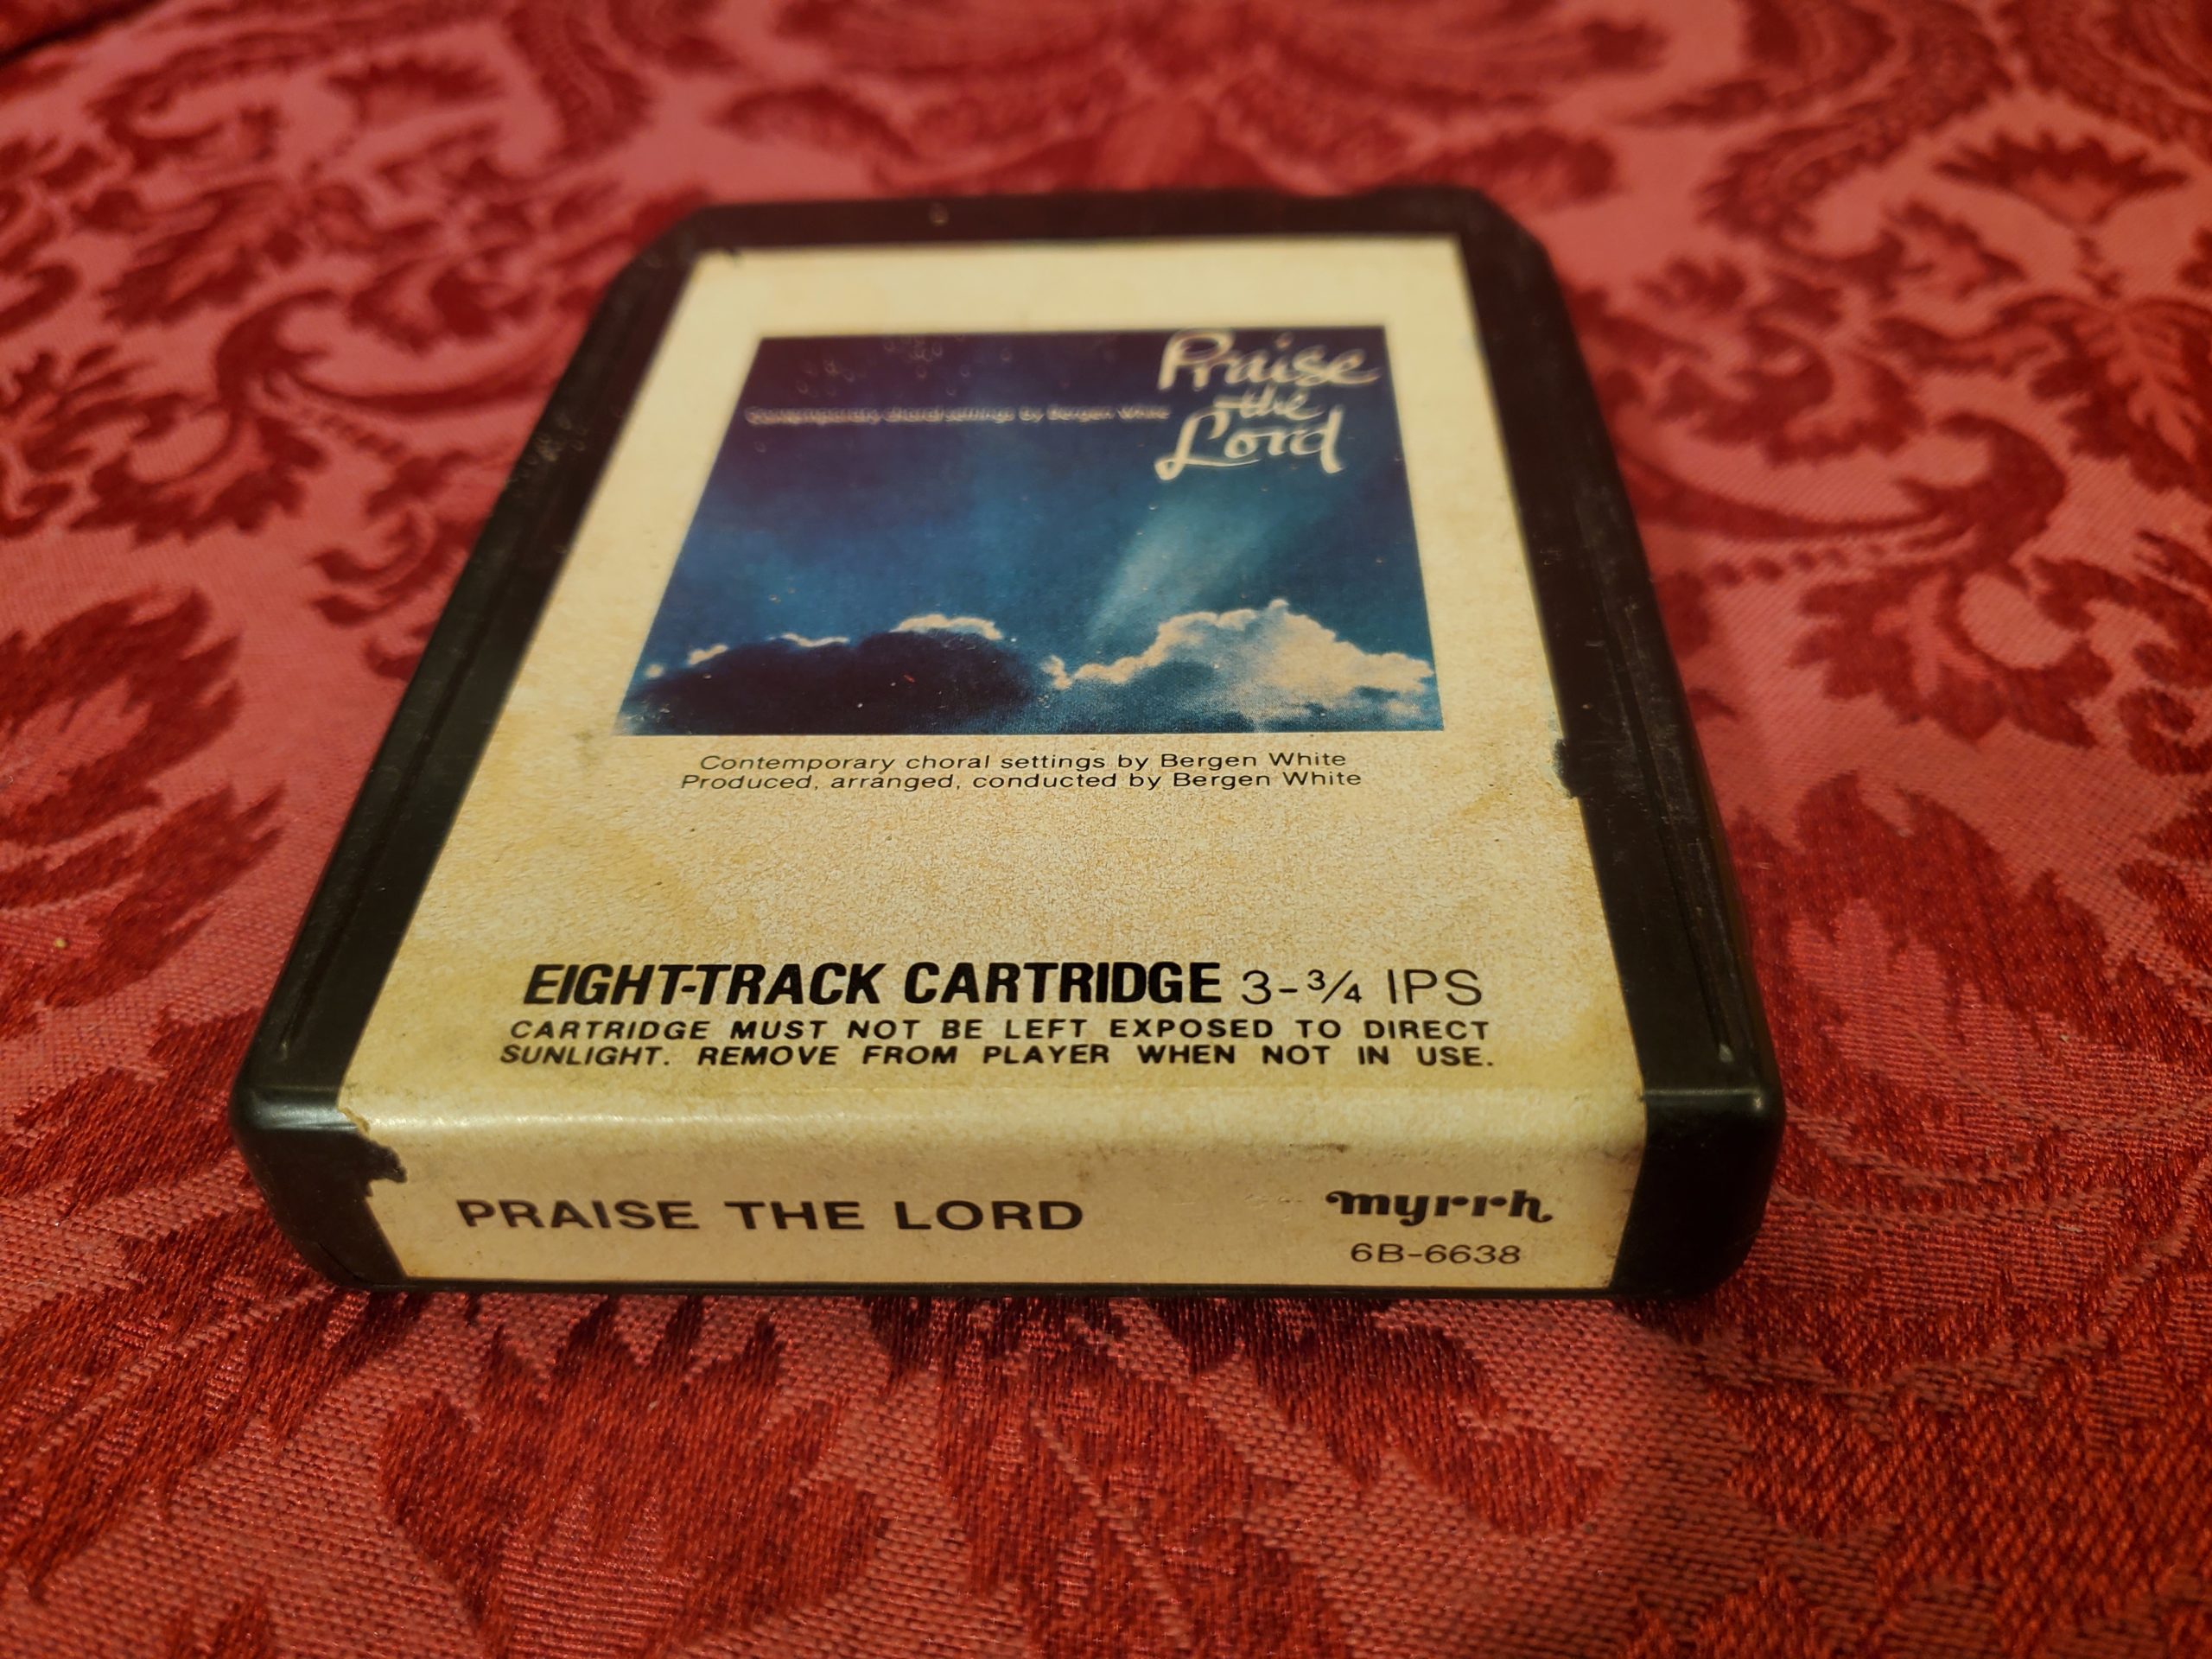 Praise
the
Lord
Contemporary choral settings by Bergen White
Contemporary choral settings by Bergen White
Produced, arranged, conducted by Bergen White
EIGHT-TRACK CARTRIDGE 3-¾ IPS
CARTRIDGE MUST NOT BE LEFT EXPOSED TO DIRECT
SUNLIGHT. REMOVE FROM PLAYER WHEN NOT IN USE.
PRAISE THE LORD
myrrh
6B-6638